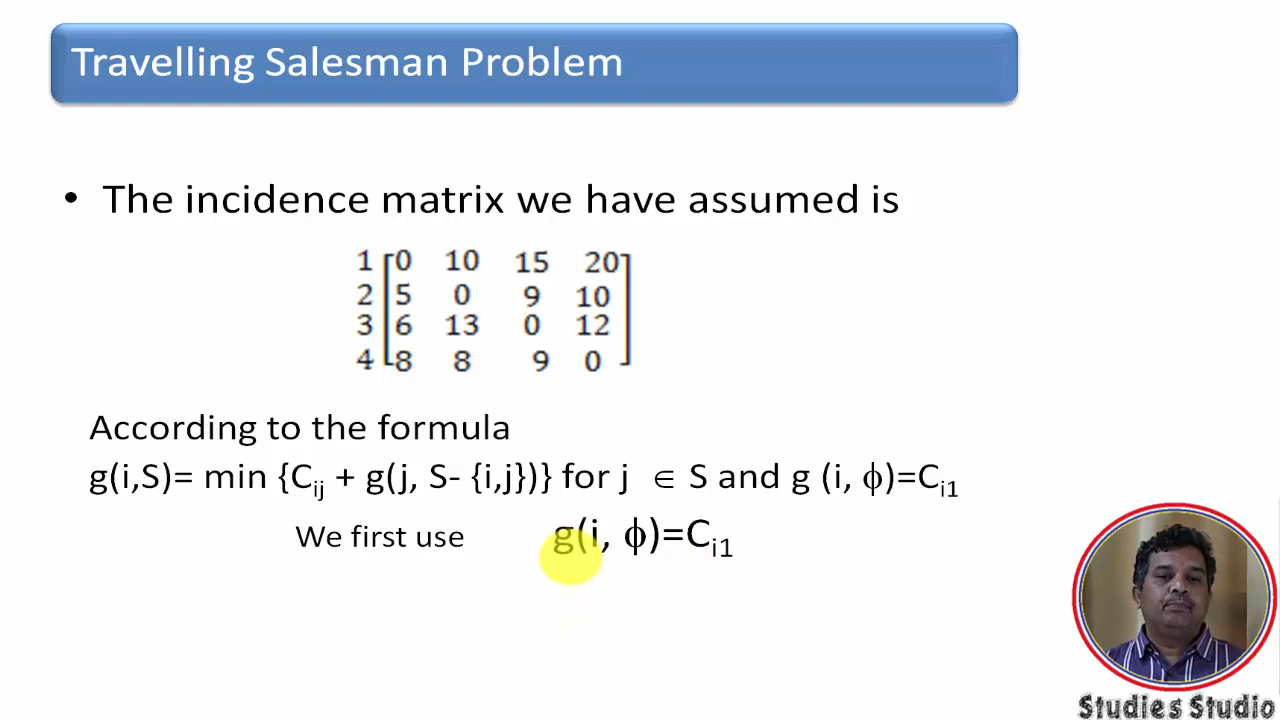 Travelling Salesman Problem
• The incidence matrix we have assumed is
1 0 10 15 20
2 5 0 9 10
3 6 13 0 12
4 8 8 9 0
According to the formula
g(i,S)= min {Cij + g(j, S- {i,j})} for j ∈ S and g (i, ϕ)=Ci1
We first use g(i, ϕ)=Ci1
Studies Studio